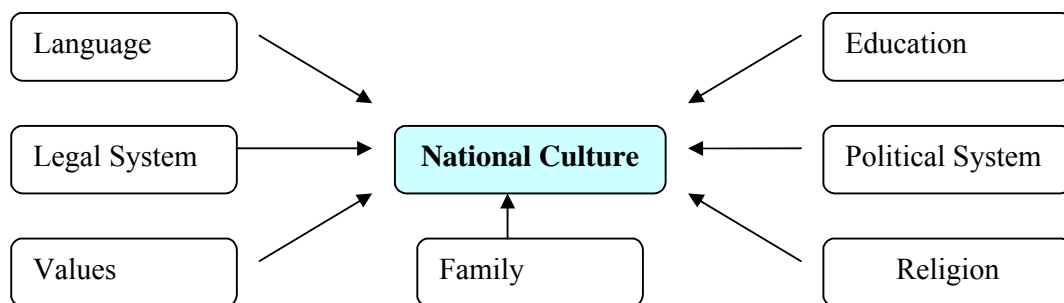 Language
Education
Legal System
National Culture
Political System
Values
Family
Religion